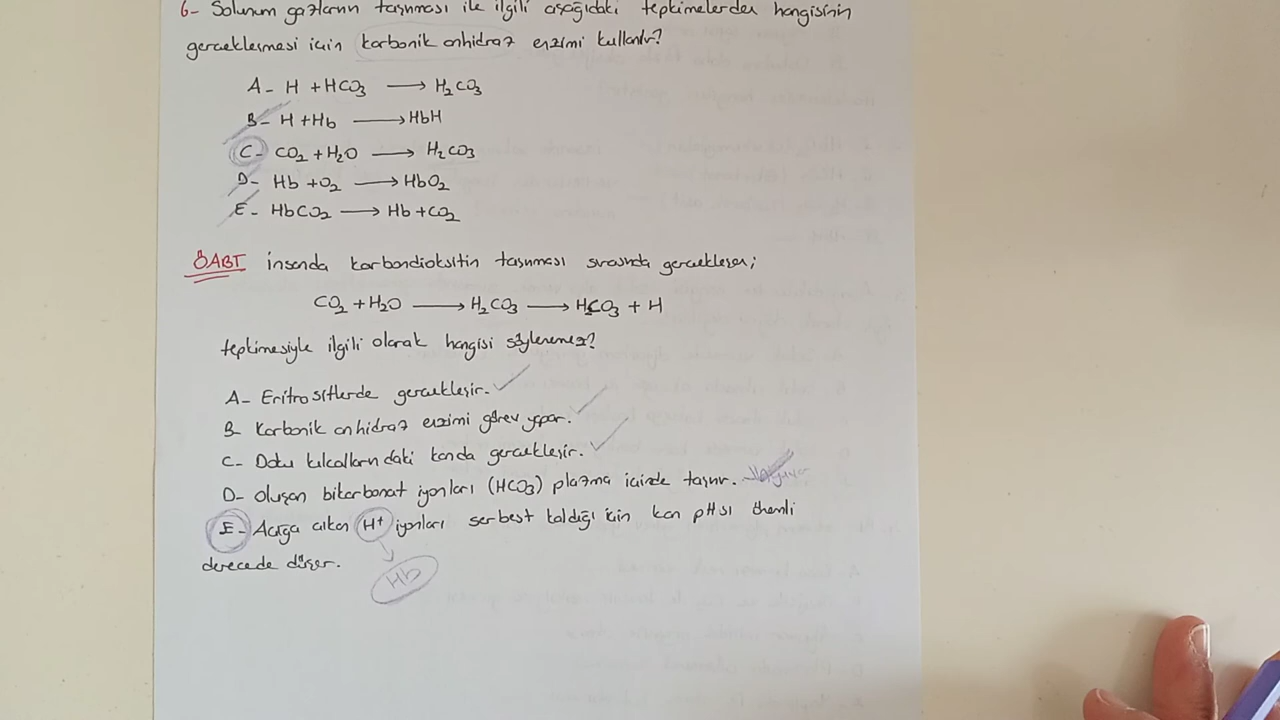 6- Solunum gazlarının taşınması ile ilgili aşağıdaki tepkimelerden hangisinin
gerçekleşmesi için karbonik anhidraz enzimi kullanılır?
A- H + HCO3 → H2CO3
B- H + Hb → HbH
C- CO2 + H2O → H2CO3
D- Hb + O2 → HbO2
E- HbCO2 → Hb + CO2
ÖABT İnsanda karbondioksitin taşınması sırasında gerçekleşen;
CO2 + H2O → H2CO3 → HCO3 + H
tepkimesiyle ilgili olarak hangisi söylenemez?
A- Eritrositlerde gerçekleşir.
B- Karbonik anhidraz enzimi görev yapar.
C- Doku kılcallarındaki kanda gerçekleşir.
D- Oluşan bikarbonat iyonları (HCO3) plazma içinde taşınır.
E- Açığa çıkan H+ iyonları serbest kaldığı için kan pH'sı önemli
derecede düşer.
Hb